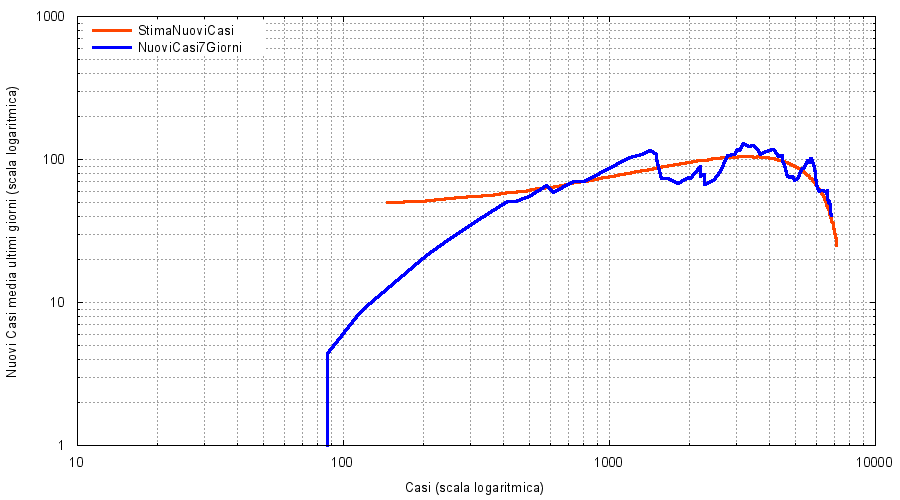 StimaNuoviCasi
NuoviCasi7Giorni
Nuovi Casi media ultimi giorni (scala logaritmica)
1000
100
10
1
10
100
1000
10000
Casi (scala logaritmica)